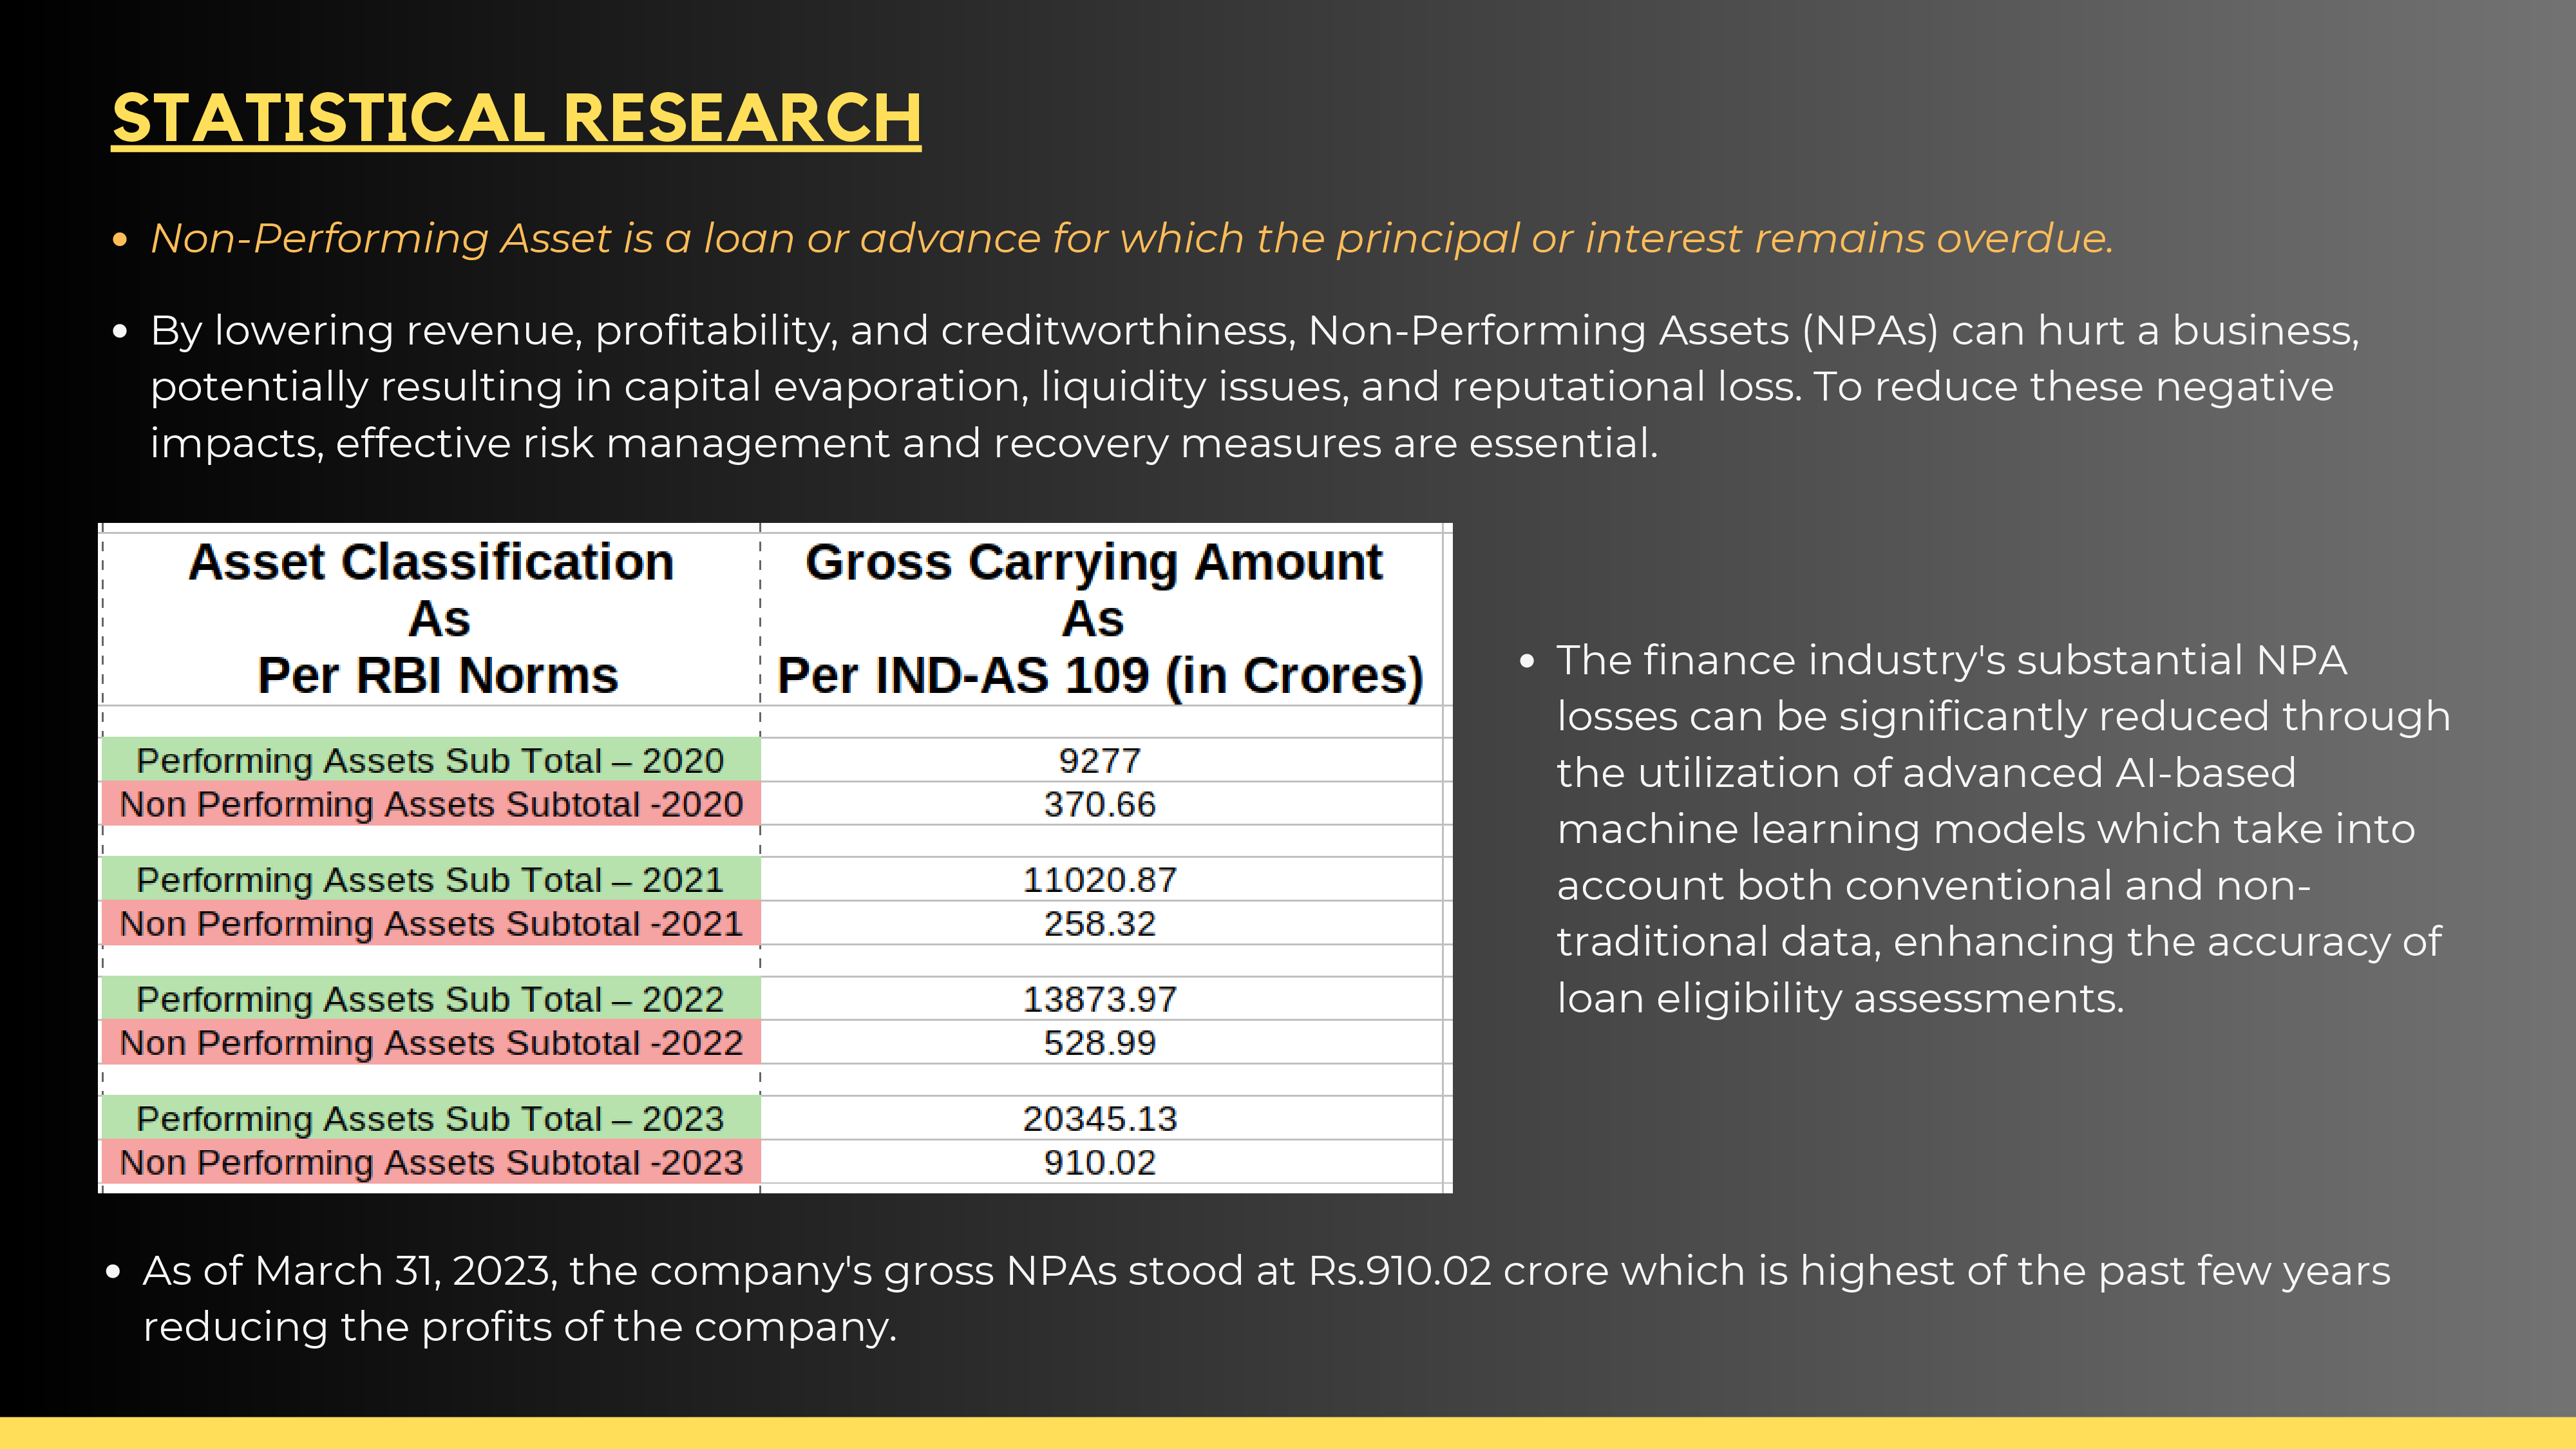 STATISTICAL RESEARCH
• Non-Performing Asset is a loan or advance for which the principal or interest remains overdue.
• By lowering revenue, profitability, and creditworthiness, Non-Performing Assets (NPAs) can hurt a business,
potentially resulting in capital evaporation, liquidity issues, and reputational loss. To reduce these negative
impacts, effective risk management and recovery measures are essential.
Asset Classification
As
Per RBI Norms
Gross Carrying Amount
As
Per IND-AS 109 (in Crores)
Performing Assets Sub Total – 2020 9277
Non Performing Assets Subtotal -2020 370.66
Performing Assets Sub Total – 2021 11020.87
Non Performing Assets Subtotal -2021 258.32
Performing Assets Sub Total – 2022 13873.97
Non Performing Assets Subtotal -2022 528.99
Performing Assets Sub Total – 2023 20345.13
Non Performing Assets Subtotal -2023 910.02
• The finance industry's substantial NPA
losses can be significantly reduced through
the utilization of advanced AI-based
machine learning models which take into
account both conventional and non-
traditional data, enhancing the accuracy of
loan eligibility assessments.
• As of March 31, 2023, the company's gross NPAs stood at Rs.910.02 crore which is highest of the past few years
reducing the profits of the company.